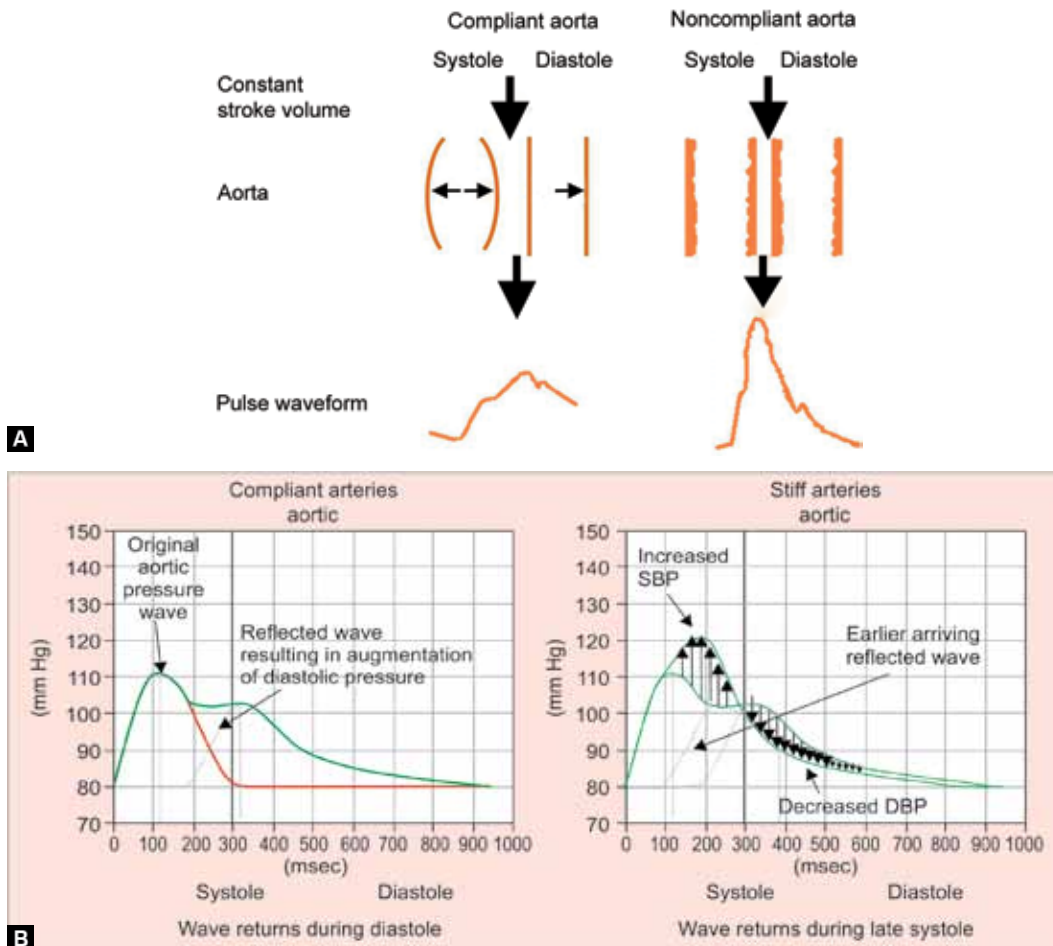 Compliant aorta
Noncompliant aorta
Systole Diastole
Systole Diastole
Constant
stroke volume
Aorta
Pulse waveform
A
Compliant arteries
aortic
150
140
130
120
110
100
90
80
70
(mm Hg)
Original
aortic
pressure
wave
Reflected wave
resulting in augmentation
of diastolic pressure
0 100 200 300 400 500 600 700 800 900 1000
(msec)
Systole Diastole
Wave returns during diastole
Stiff arteries
aortic
150
140
130
120
110
100
90
80
70
(mm Hg)
Increased
SBP
Earlier arriving
reflected wave
Decreased DBP
0 100 200 300 400 500 600 700 800 900 1000
(msec)
Systole Diastole
Wave returns during late systole
B